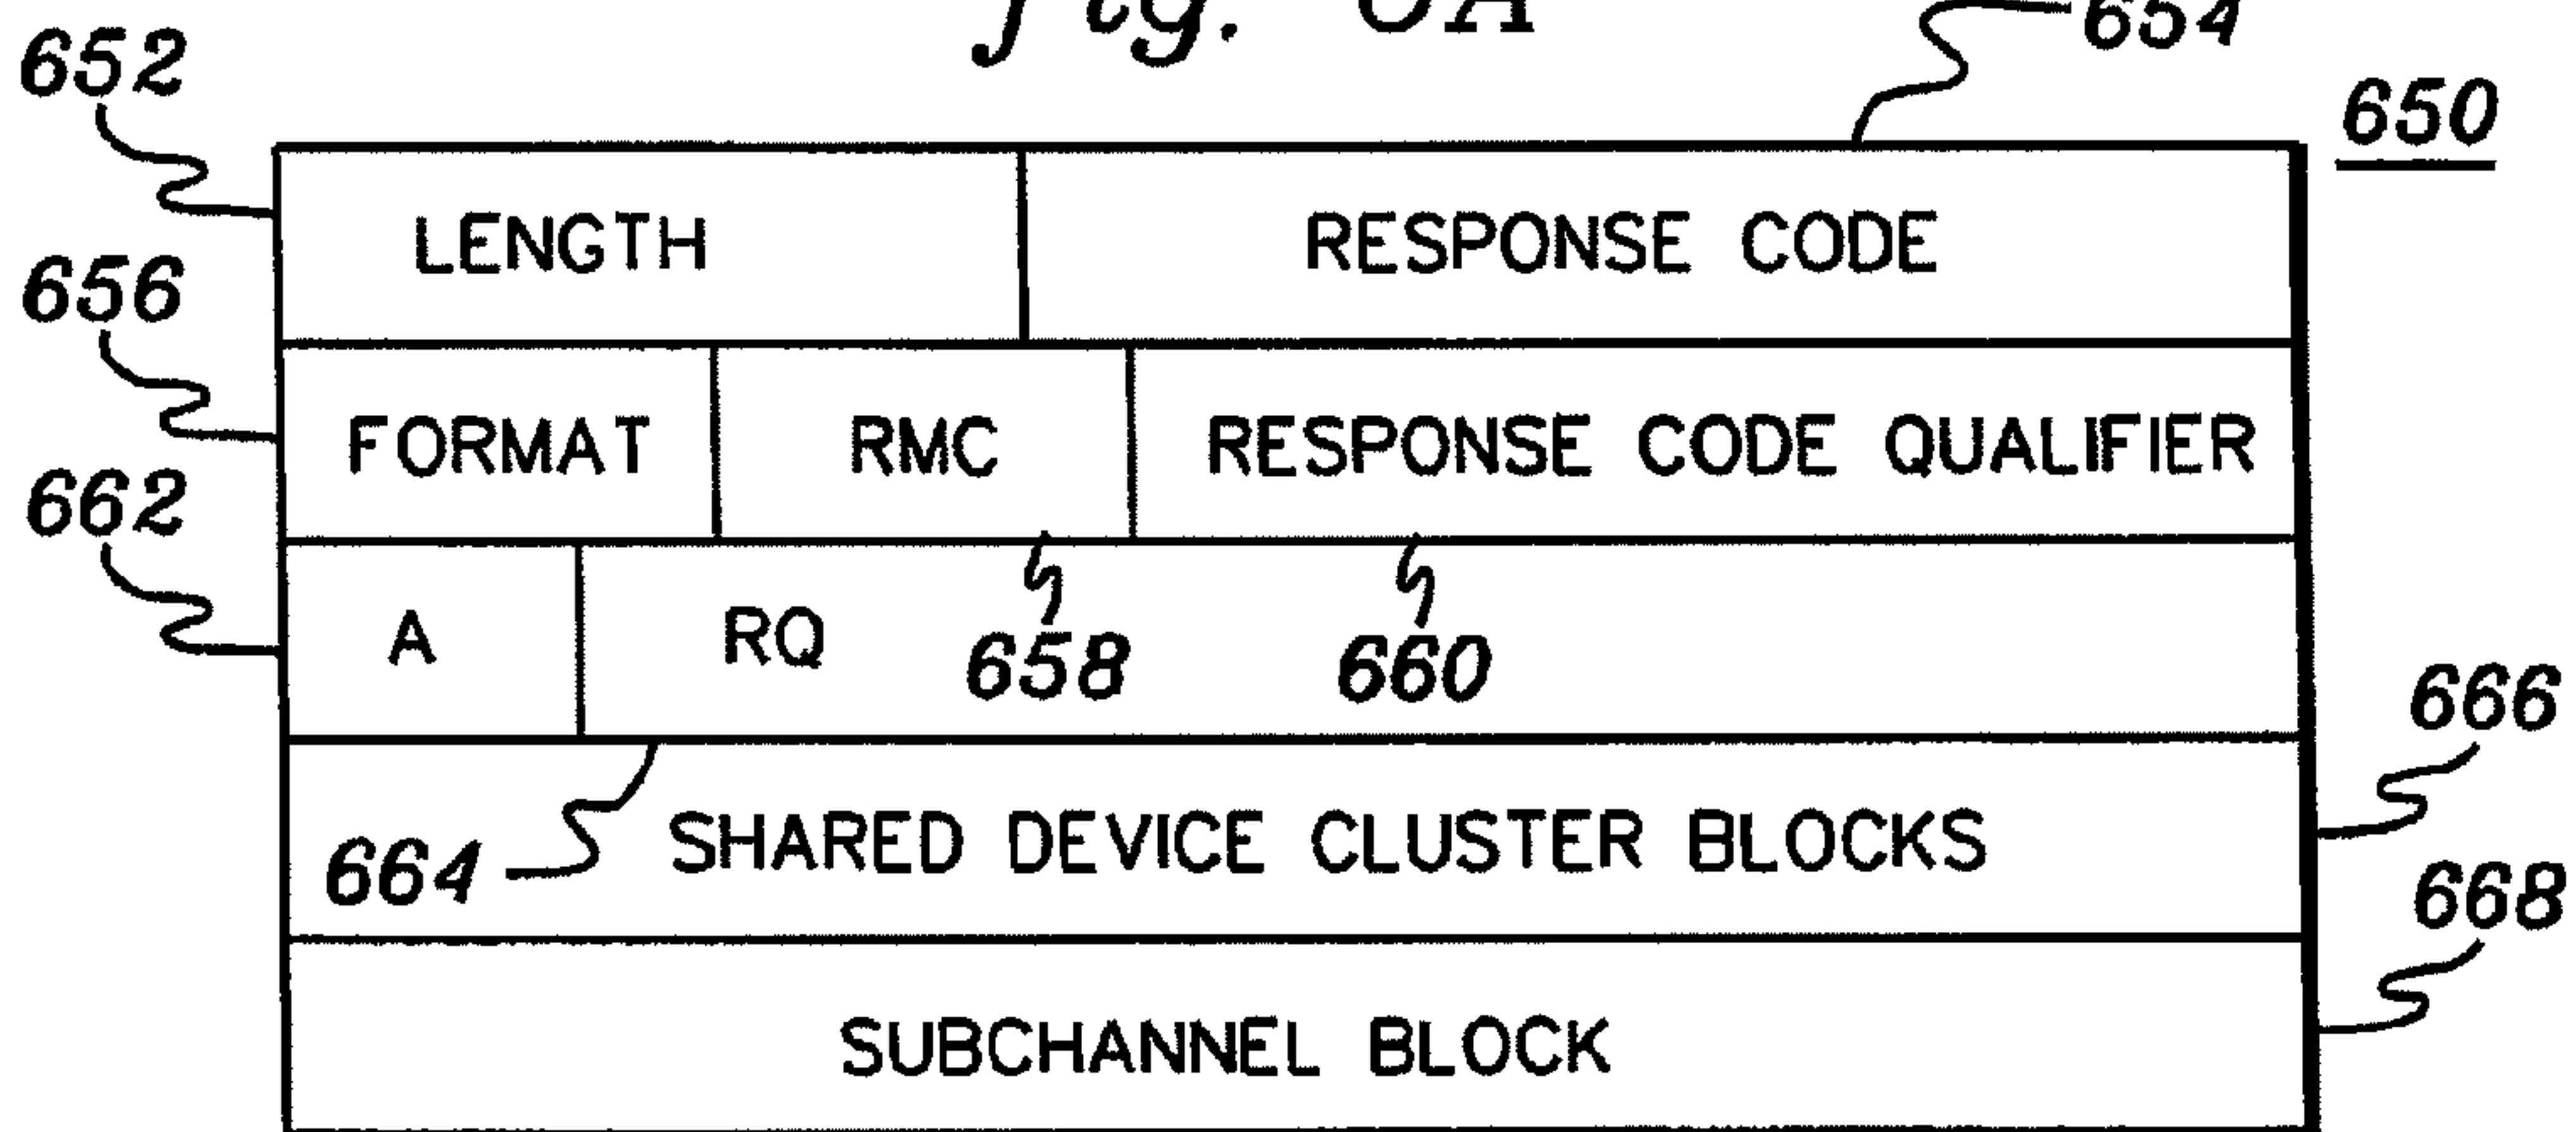 654
652
650
LENGTH RESPONSE CODE
656
FORMAT RMC RESPONSE CODE QUALIFIER
662
A RQ 658 660
666
664 SHARED DEVICE CLUSTER BLOCKS
668
SUBCHANNEL BLOCK